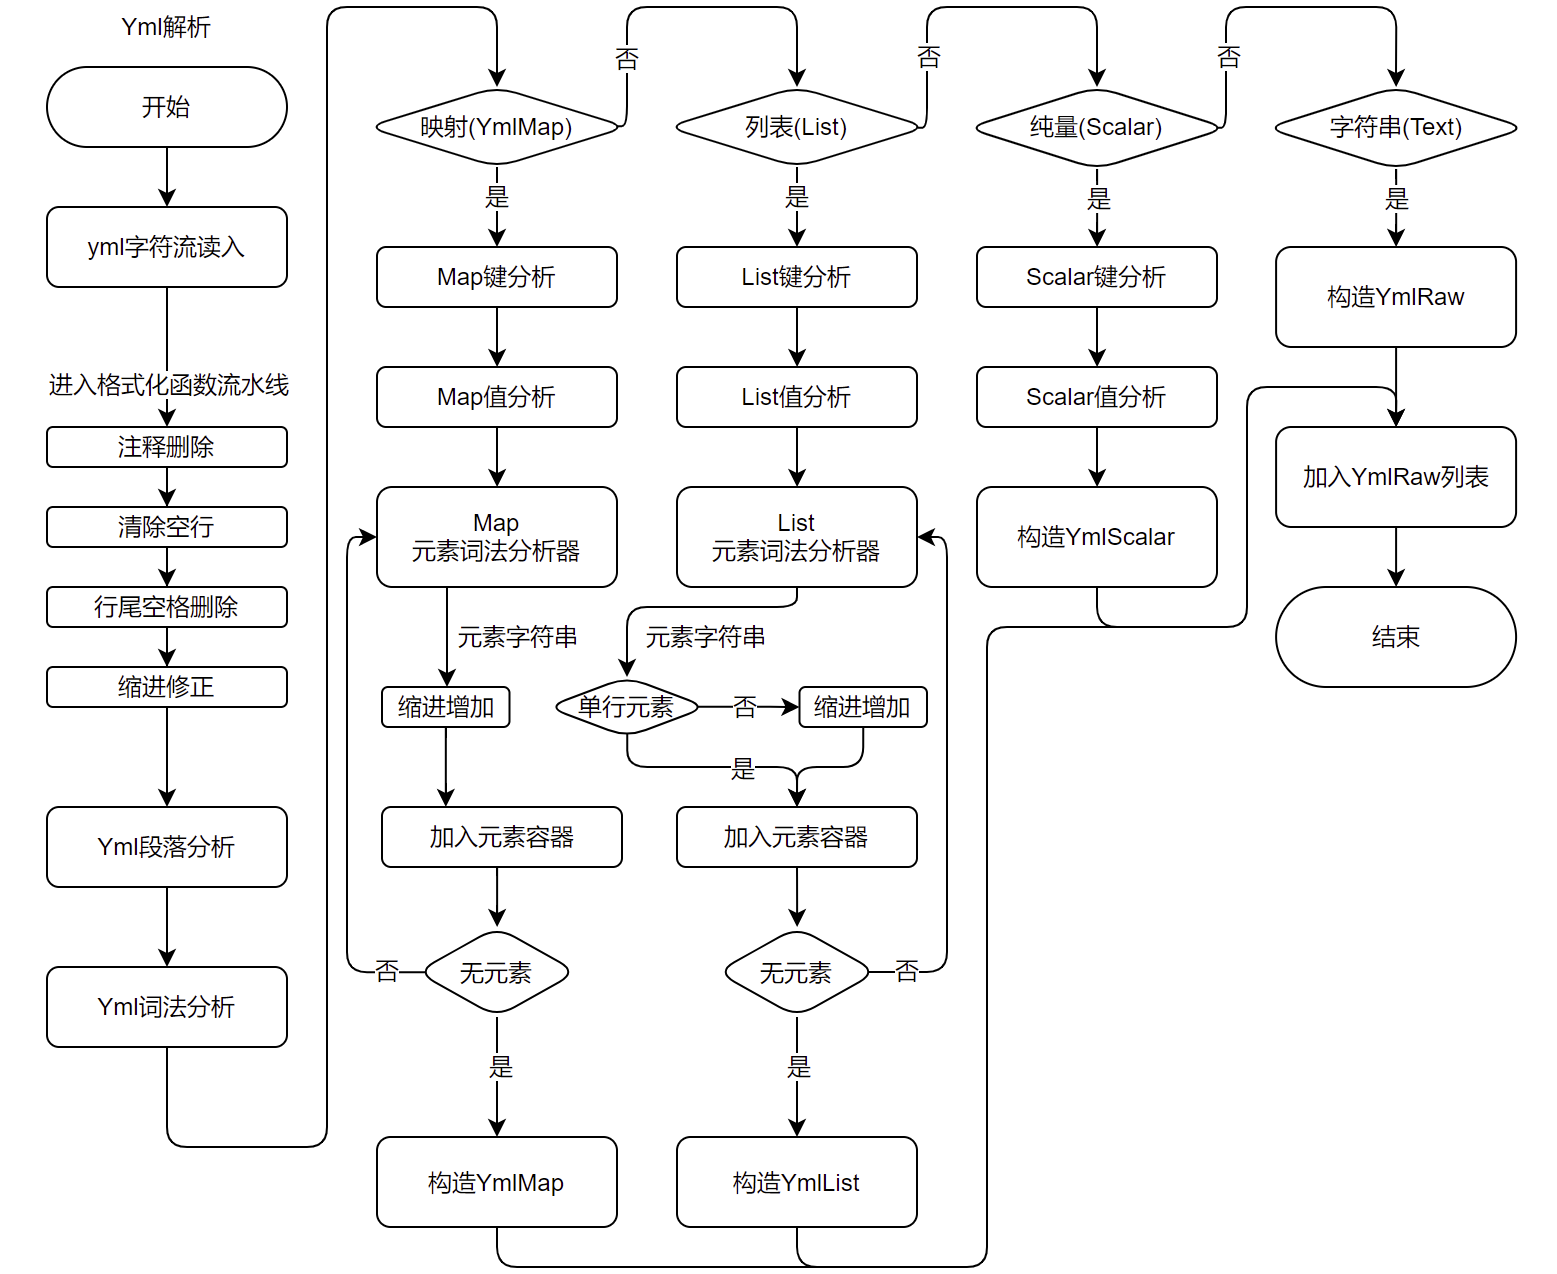 Yml解析
开始
yml字符流读入
进入格式化函数流水线
注释删除
清除空行
行尾空格删除
缩进修正
Yml段落分析
Yml词法分析
映射(YmlMap)
否
是
Map键分析
Map值分析
Map
元素词法分析器
元素字符串
缩进增加
加入元素容器
无元素
否
是
构造YmlMap
列表(List)
否
是
List键分析
List值分析
List
元素词法分析器
元素字符串
单行元素
否
缩进增加
是
加入元素容器
无元素
否
是
构造YmlList
纯量(Scalar)
否
是
Scalar键分析
Scalar值分析
构造YmlScalar
字符串(Text)
是
构造YmlRaw
加入YmlRaw列表
结束